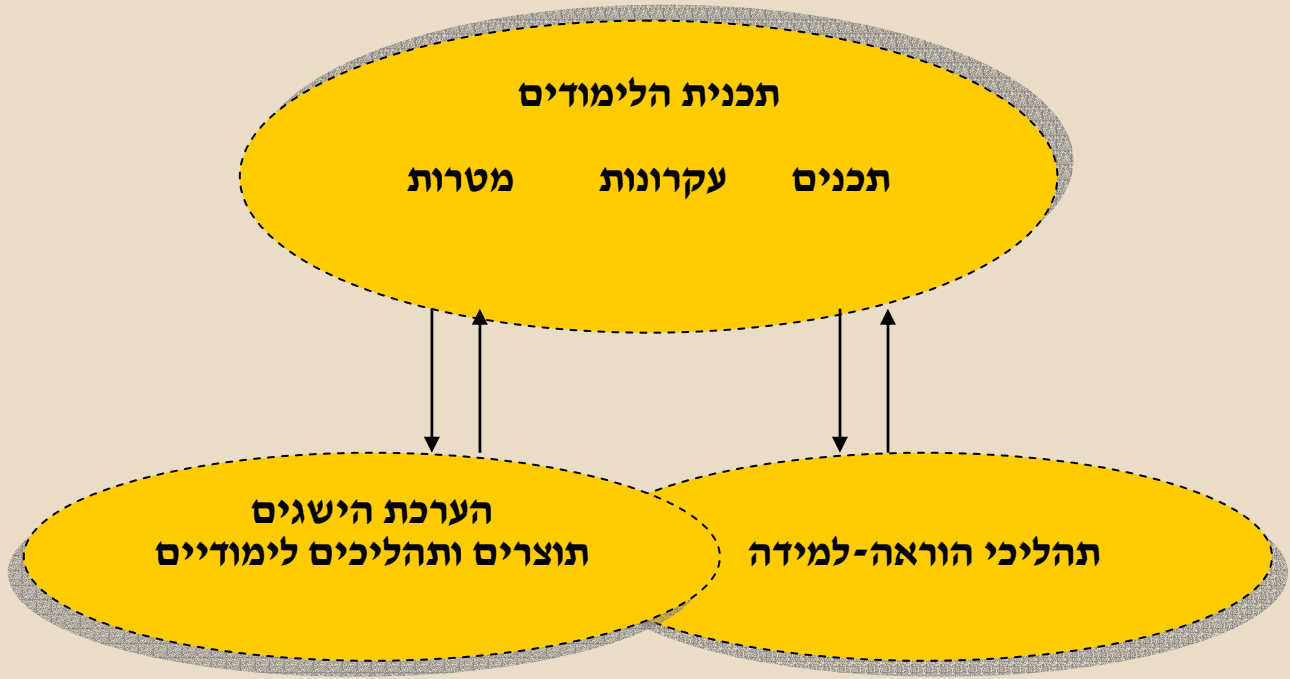 תכנית הלימודים
תכנים עקרונות מטרות
תהליכי הוראה-למידה
הערכת הישגים
תוצרים ותהליכים לימודיים